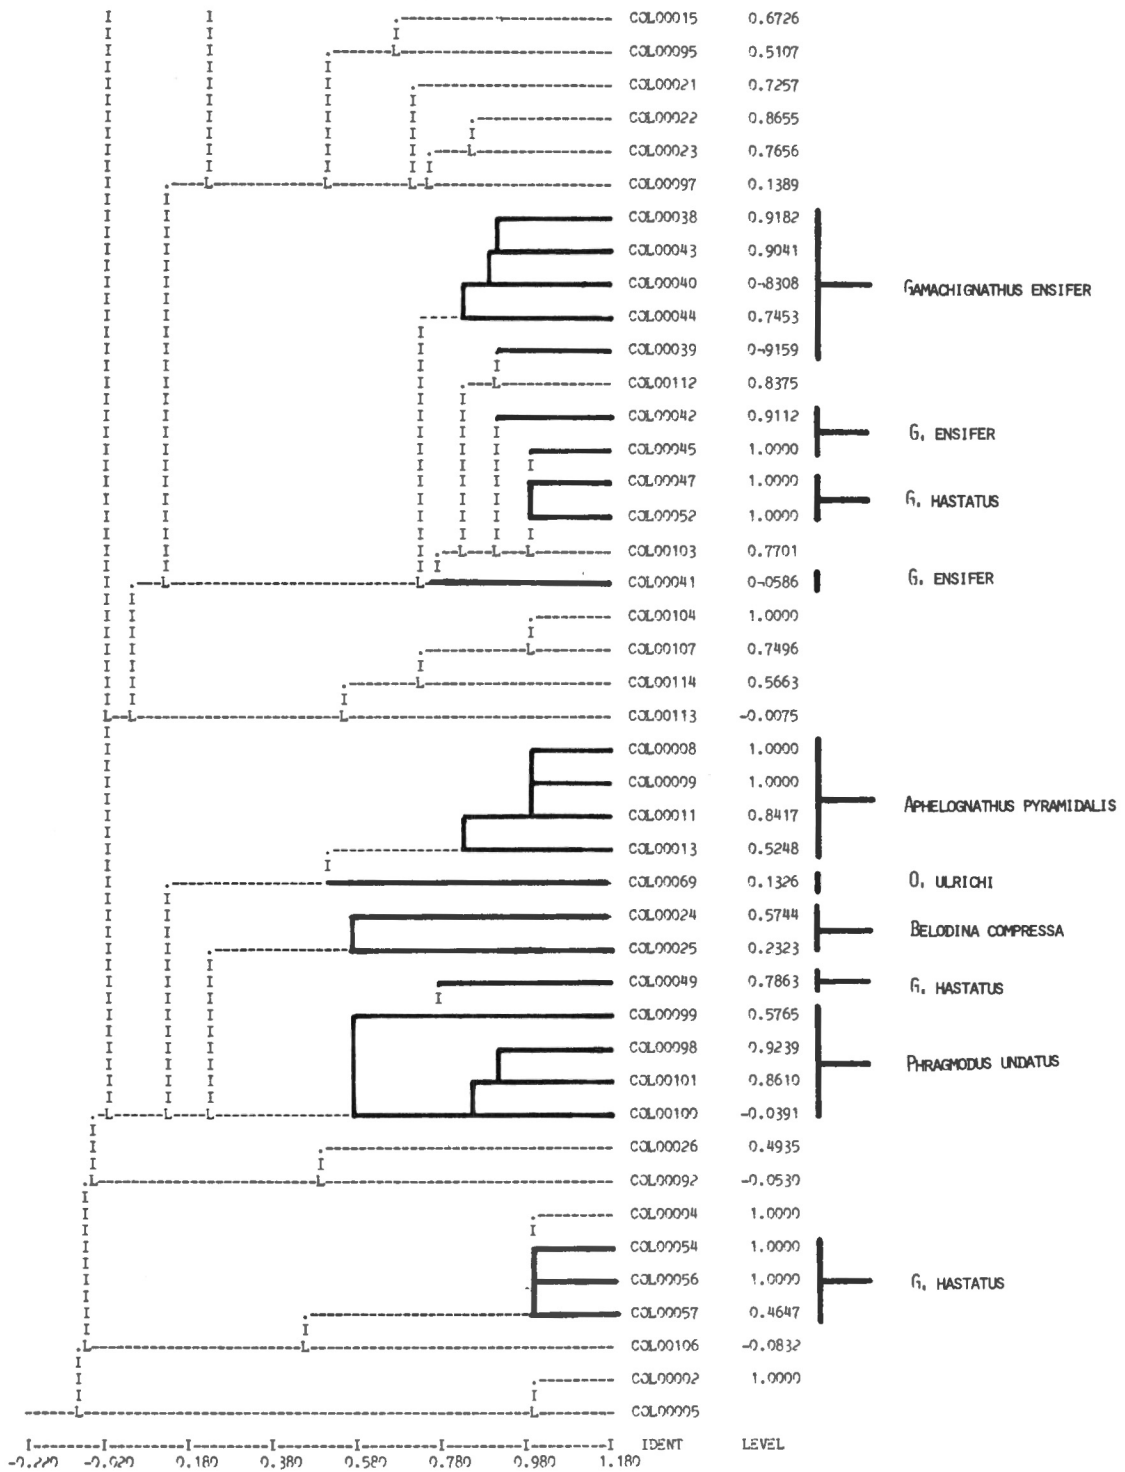 COL00015 0.6726
COL00095 0.5107
COL00021 0.7257
COL00022 0.8655
COL00023 0.7656
COL00097 0.1389
COL00038 0.9182
COL00043 0.9041
COL00040 0.8308 GAMACHIGNATHUS ENSIFER
COL00044 0.7453
COL00039 0.9159
COL00112 0.8375
COL00042 0.9112
G. ENSIFER
COL00045 1.0000
COL00047 1.0000
G. HASTATUS
COL00052 1.0000
COL00103 0.7701
COL00041 0.0586 G. ENSIFER
COL00104 1.0000
COL00107 0.7496
COL00114 0.5663
COL00113 -0.0075
COL00008 1.0000
COL00009 1.0000
APHELOGNATHUS PYRAMIDALIS
COL00011 0.8417
COL00013 0.5248
COL00069 0.1326 O. ULRICHI
COL00024 0.5744
BELODINA COMPRESSA
COL00025 0.2323
COL00049 0.7863 G. HASTATUS
COL00099 0.5765
COL00098 0.9239
PHRAGMODUS UNDATUS
COL00101 0.8610
COL00100 -0.0391
COL00026 0.4935
COL00092 -0.0530
COL00004 1.0000
COL00054 1.0000
COL00056 1.0000 G. HASTATUS
COL00057 0.4647
COL00106 -0.0832
COL00002 1.0000
COL00005
IDENT LEVEL
-0.220 -0.020 0.180 0.380 0.580 0.780 0.980 1.180